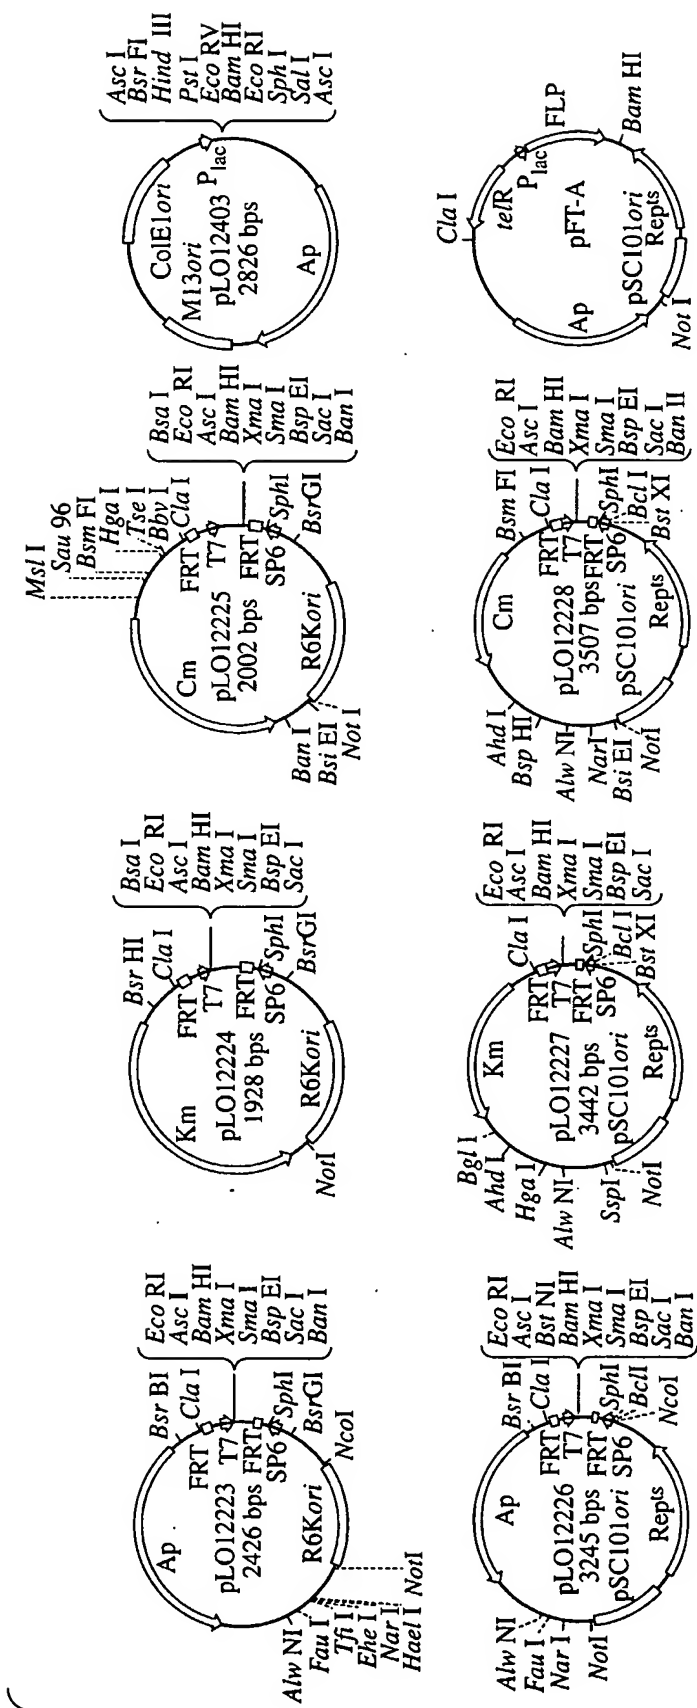 Alw NI
Fau I
Tfi I
Ehe I
Nar I
Hael I
NotI
Ap
pLO12223
2426 bps
R6Kori
FRT
T7
FRT
SP6
Bsr BI
Cla I
SphI
BsrGI
NcoI
Eco RI
Asc I
Bam HI
Xma I
Sma I
Bsp EI
Sac I
Ban I
Km
pLO12224
1928 bps
R6Kori
NotI
FRT
T7
FRT
SP6
Bsr HI
Cla I
SphI
BsrGI
Bsa I
Eco RI
Asc I
Bam HI
Xma I
Sma I
Bsp EI
Sac I
Msl I
Sau 96
Bsm FI
Hga I
Tse I
Bbv I
Cla I
Cm
pLO12225
2002 bps
R6Kori
Ban I
Bsi EI
Not I
FRT
T7
FRT
SP6
SphI
BsrGI
Bsa I
Eco RI
Asc I
Bam HI
Xma I
Sma I
Bsp EI
Sac I
Ban I
ColE1ori
M13ori
pLO12403
2826 bps
Ap
Plac
Asc I
Bsr FI
Hind III
Pst I
Eco RV
Bam HI
Eco RI
Sph I
Sal I
Asc I
Alw NI
Fau I
Nar I
NotI
Ap
pLO12226
3245 bps
pSC101ori
Repts
FRT
T7
FRT
SP6
Bsr BI
Cla I
SphI
BclI
NcoI
Eco RI
Asc I
Bst NI
Bam HI
Xma I
Sma I
Bsp EI
Sac I
Ban I
Bgl I
Ahd I
Hga I
Alw NI
SspI
NotI
Km
pLO12227
3442 bps
pSC101ori
Repts
FRT
T7
FRT
SP6
Cla I
SphI
Bcl I
Bst XI
Eco RI
Asc I
Bam HI
Xma I
Sma I
Bsp EI
Sac I
Ahd I
Bsp HI
Alw NI
NarI
Bsi EI
NotI
Cm
pLO12228
3507 bps
pSC101ori
Repts
FRT
T7
FRT
SP6
Bsm FI
Cla I
SphI
Bcl I
Bst XI
Eco RI
Asc I
Bam HI
Xma I
Sma I
Bsp EI
Sac I
Ban II
Cla I
telR
Plac
FLP
pFT-A
Ap
pSC101ori
Repts
Not I
Bam HI